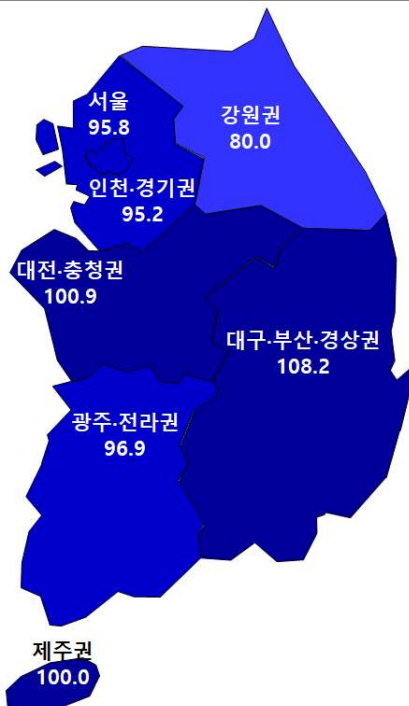 서울
95.8
강원권
80.0
인천·경기권
95.2
대전·충청권
100.9
대구·부산·경상권
108.2
광주·전라권
96.9
제주권
100.0